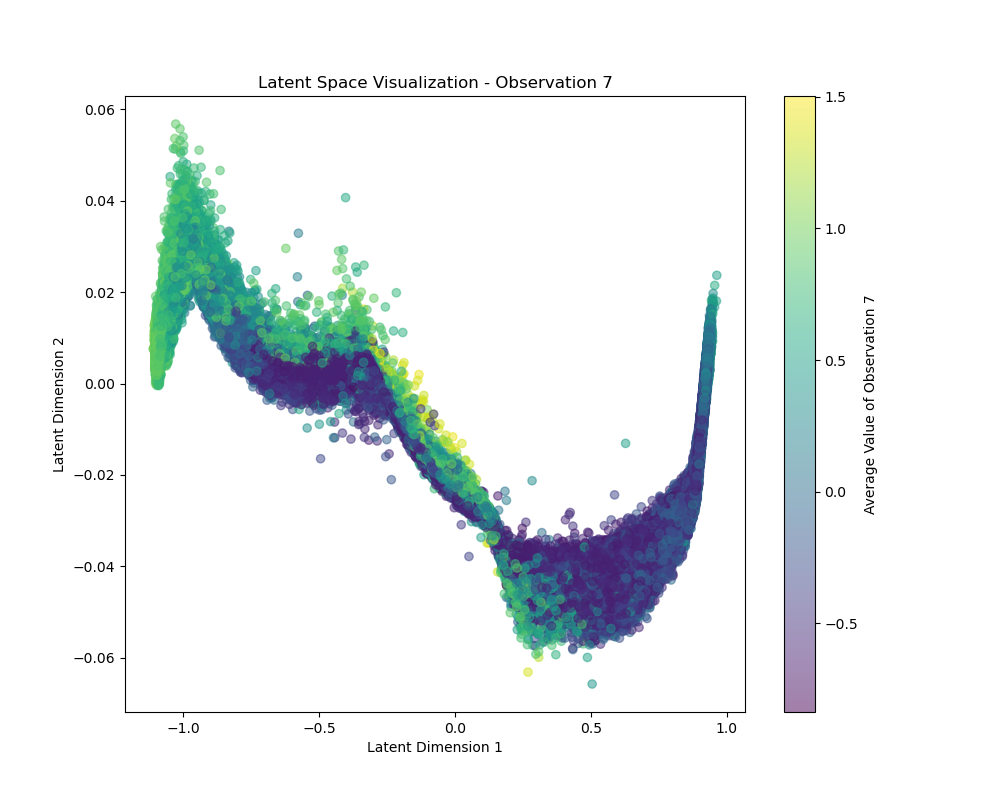 Latent Space Visualization - Observation 7
0.06
0.04
0.02
0.00
−0.02
−0.04
−0.06
Latent Dimension 2
−1.0 −0.5 0.0 0.5 1.0
Latent Dimension 1
1.5
1.0
0.5
0.0
−0.5
Average Value of Observation 7